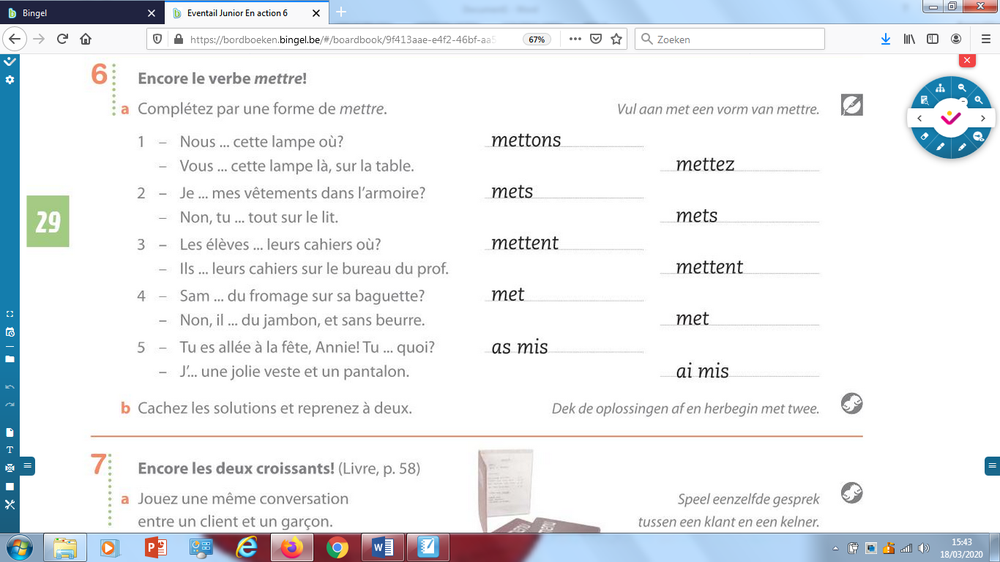 Bingel
Eventail Junior En action 6
https://bordboeken.bingel.be/#/boardbook/9f413aae-e4f2-46bf-aa5
67%
Zoeken
6 Encore le verbe mettre!
a Complétez par une forme de mettre. Vul aan met een vorm van mettre.
1 – Nous ... cette lampe où? mettons
– Vous ... cette lampe là, sur la table. mettez
2 – Je ... mes vêtements dans l'armoire? mets
– Non, tu ... tout sur le lit. mets
29
3 – Les élèves ... leurs cahiers où? mettent
– Ils ... leurs cahiers sur le bureau du prof. mettent
4 – Sam ... du fromage sur sa baguette? met
– Non, il ... du jambon, et sans beurre. met
5 – Tu es allée à la fête, Annie! Tu ... quoi? as mis
– J'... une jolie veste et un pantalon. ai mis
b Cachez les solutions et reprenez à deux. Dek de oplossingen af en herbegin met twee.
7 Encore les deux croissants! (Livre, p. 58)
a Jouez une même conversation Speel eenzelfde gesprek
entre un client et un garçon. tussen een klant en een kelner.
15:43
18/03/2020